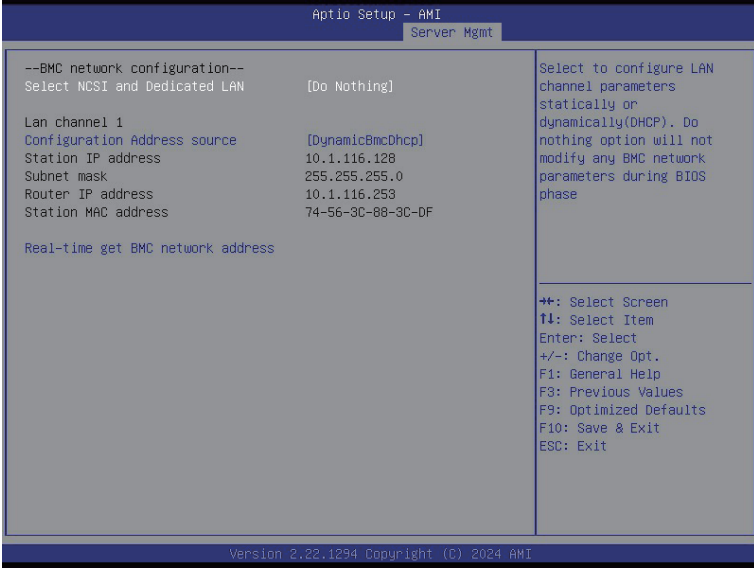 Aptio Setup – AMI
Server Mgmt
--BMC network configuration--
Select NCSI and Dedicated LAN [Do Nothing]
Lan channel 1
Configuration Address source [DynamicBmcDhcp]
Station IP address 10.1.116.128
Subnet mask 255.255.255.0
Router IP address 10.1.116.253
Station MAC address 74-56-3C-88-3C-DF
Real-time get BMC network address
Select to configure LAN
channel parameters
statically or
dynamically(DHCP). Do
nothing option will not
modify any BMC network
parameters during BIOS
phase
→←: Select Screen
↑↓: Select Item
Enter: Select
+/-: Change Opt.
F1: General Help
F3: Previous Values
F9: Optimized Defaults
F10: Save & Exit
ESC: Exit
Version 2.22.1294 Copyright (C) 2024 AMI